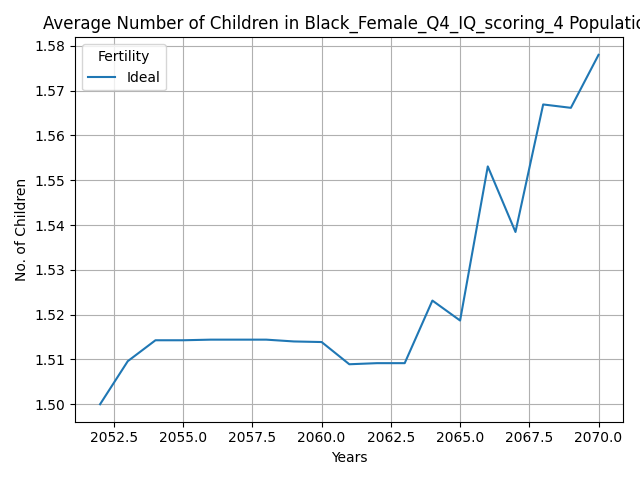 Average Number of Children in Black_Female_Q4_IQ_scoring_4 Populatio
Fertility
Ideal
1.58
1.57
1.56
1.55
1.54
1.53
1.52
1.51
1.50
No. of Children
2052.5 2055.0 2057.5 2060.0 2062.5 2065.0 2067.5 2070.0
Years